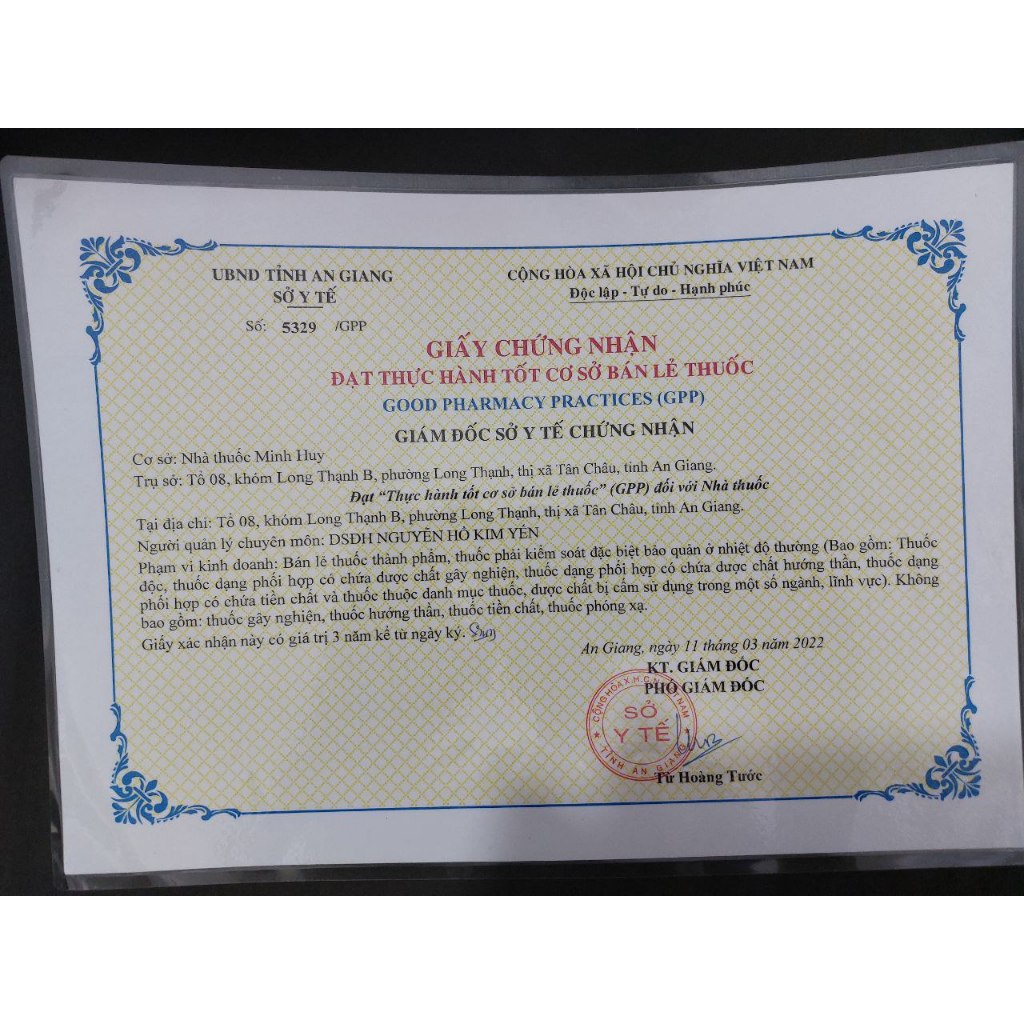 UBND TỈNH AN GIANG
SỞ Y TẾ
Số: 5329 /GPP
CỘNG HÒA XÃ HỘI CHỦ NGHĨA VIỆT NAM
Độc lập - Tự do - Hạnh phúc
GIẤY CHỨNG NHẬN
ĐẠT THỰC HÀNH TỐT CƠ SỞ BÁN LẺ THUỐC
GOOD PHARMACY PRACTICES (GPP)
GIÁM ĐỐC SỞ Y TẾ CHỨNG NHẬN
Cơ sở: Nhà thuốc Minh Huy
Trụ sở: Tổ 08, khóm Long Thạnh B, phường Long Thạnh, thị xã Tân Châu, tỉnh An Giang.
Đạt “Thực hành tốt cơ sở bán lẻ thuốc” (GPP) đối với Nhà thuốc
Tại địa chỉ: Tổ 08, khóm Long Thạnh B, phường Long Thạnh, thị xã Tân Châu, tỉnh An Giang.
Người quản lý chuyên môn: DSĐH NGUYỄN HỒ KIM YẾN
Phạm vi kinh doanh: Bán lẻ thuốc thành phẩm, thuốc phải kiểm soát đặc biệt bảo quản ở nhiệt độ thường (Bao gồm: Thuốc
độc, thuốc dạng phối hợp có chứa dược chất gây nghiện, thuốc dạng phối hợp có chứa dược chất hướng thần, thuốc dạng
phối hợp có chứa tiền chất và thuốc thuộc danh mục thuốc, dược chất bị cấm sử dụng trong một số ngành, lĩnh vực). Không
bao gồm: thuốc gây nghiện, thuốc hướng thần, thuốc tiền chất, thuốc phóng xạ.
Giấy xác nhận này có giá trị 3 năm kể từ ngày ký.
An Giang, ngày 11 tháng 03 năm 2022
KT. GIÁM ĐỐC
PHÓ GIÁM ĐỐC
CỘNG HÒA X.H.C.N VIỆT NAM
SỞ
Y TẾ
TỈNH AN GIANG
Từ Hoàng Tước